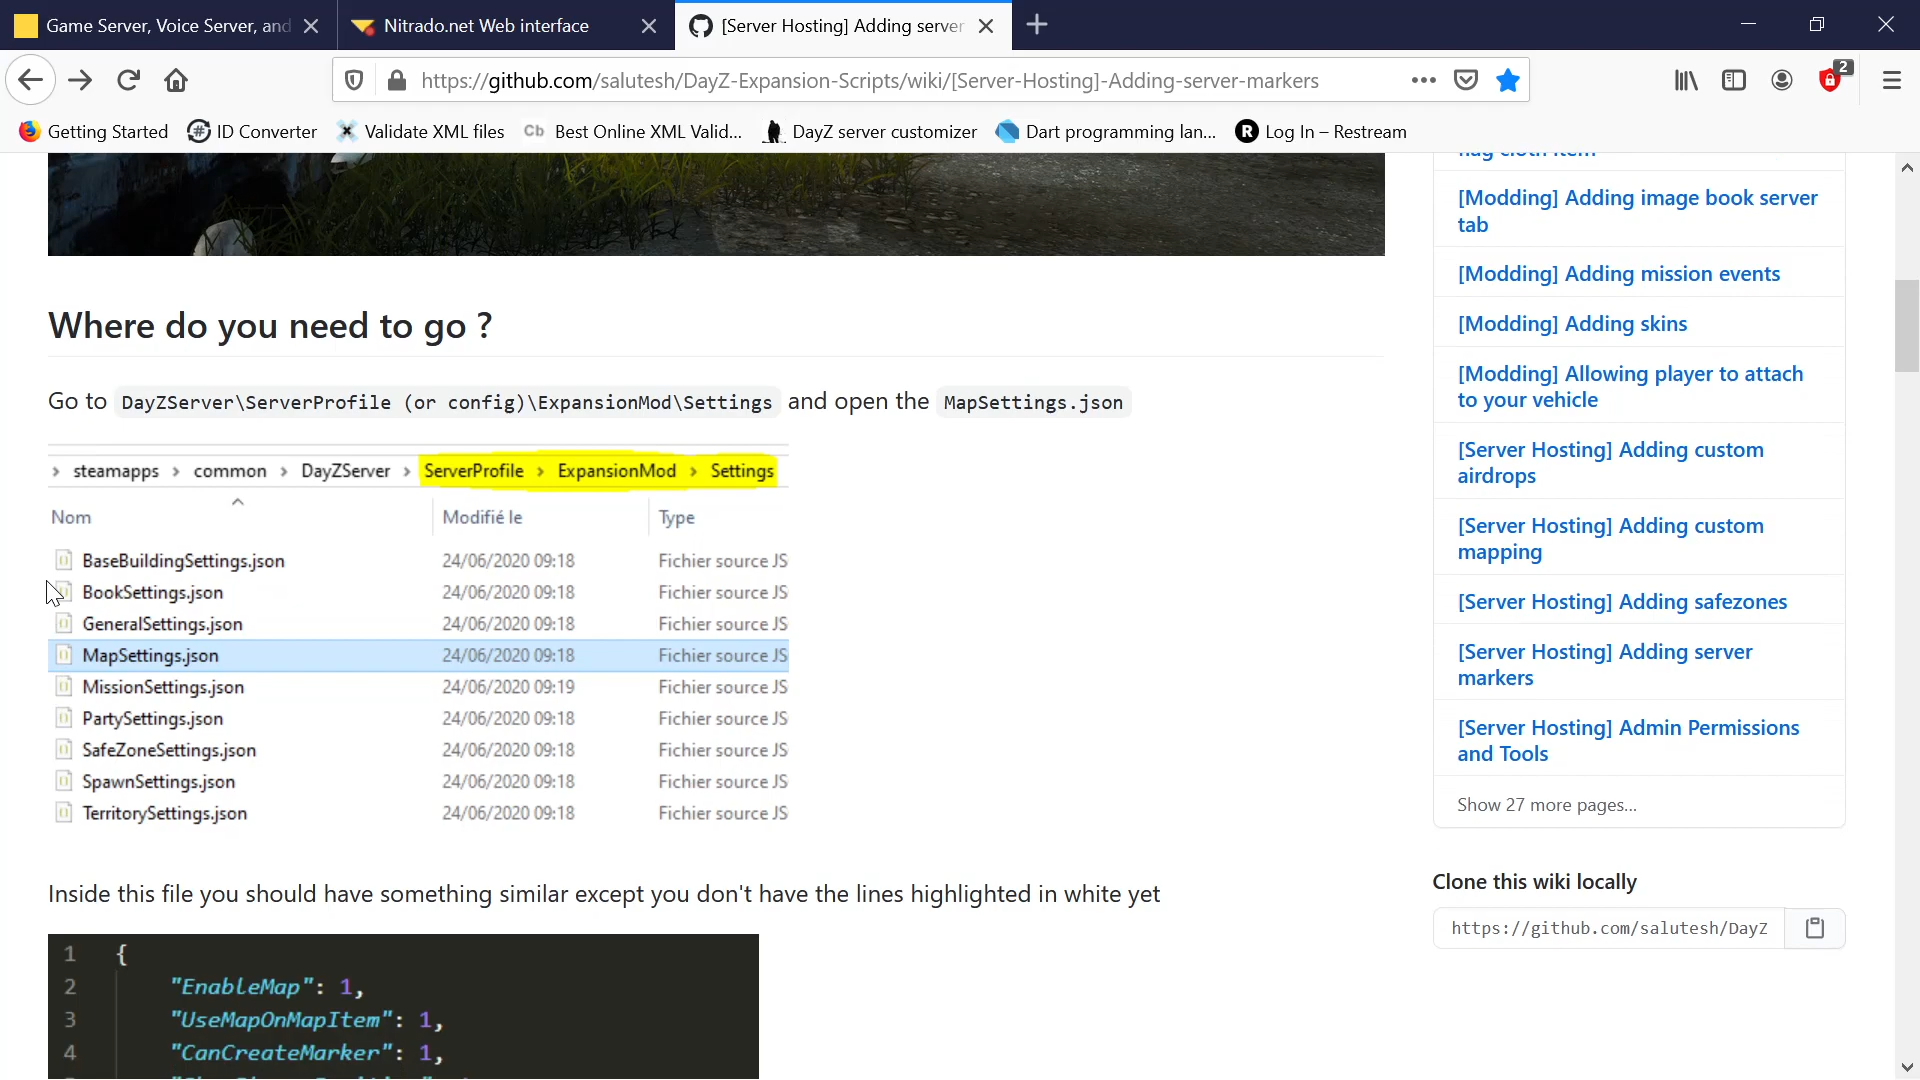 Game Server, Voice Server, and
Nitrado.net Web interface
[Server Hosting] Adding server
https://github.com/salutesh/DayZ-Expansion-Scripts/wiki/[Server-Hosting]-Adding-server-markers
2
Getting Started
ID Converter
Validate XML files
Cb Best Online XML Valid...
DayZ server customizer
Dart programming lan...
R Log In – Restream
flag cloth item
[Modding] Adding image book server
tab
[Modding] Adding mission events
[Modding] Adding skins
[Modding] Allowing player to attach
to your vehicle
[Server Hosting] Adding custom
airdrops
[Server Hosting] Adding custom
mapping
[Server Hosting] Adding safezones
[Server Hosting] Adding server
markers
[Server Hosting] Admin Permissions
and Tools
Show 27 more pages...
Clone this wiki locally
https://github.com/salutesh/DayZ
Where do you need to go ?
Go to DayZServer\ServerProfile (or config)\ExpansionMod\Settings and open the MapSettings.json
› steamapps › common › DayZServer › ServerProfile › ExpansionMod › Settings
Nom Modifié le Type
BaseBuildingSettings.json 24/06/2020 09:18 Fichier source JS
BookSettings.json 24/06/2020 09:18 Fichier source JS
GeneralSettings.json 24/06/2020 09:18 Fichier source JS
MapSettings.json 24/06/2020 09:18 Fichier source JS
MissionSettings.json 24/06/2020 09:19 Fichier source JS
PartySettings.json 24/06/2020 09:18 Fichier source JS
SafeZoneSettings.json 24/06/2020 09:18 Fichier source JS
SpawnSettings.json 24/06/2020 09:18 Fichier source JS
TerritorySettings.json 24/06/2020 09:18 Fichier source JS
Inside this file you should have something similar except you don't have the lines highlighted in white yet
1 {
2 "EnableMap": 1,
3 "UseMapOnMapItem": 1,
4 "CanCreateMarker": 1,